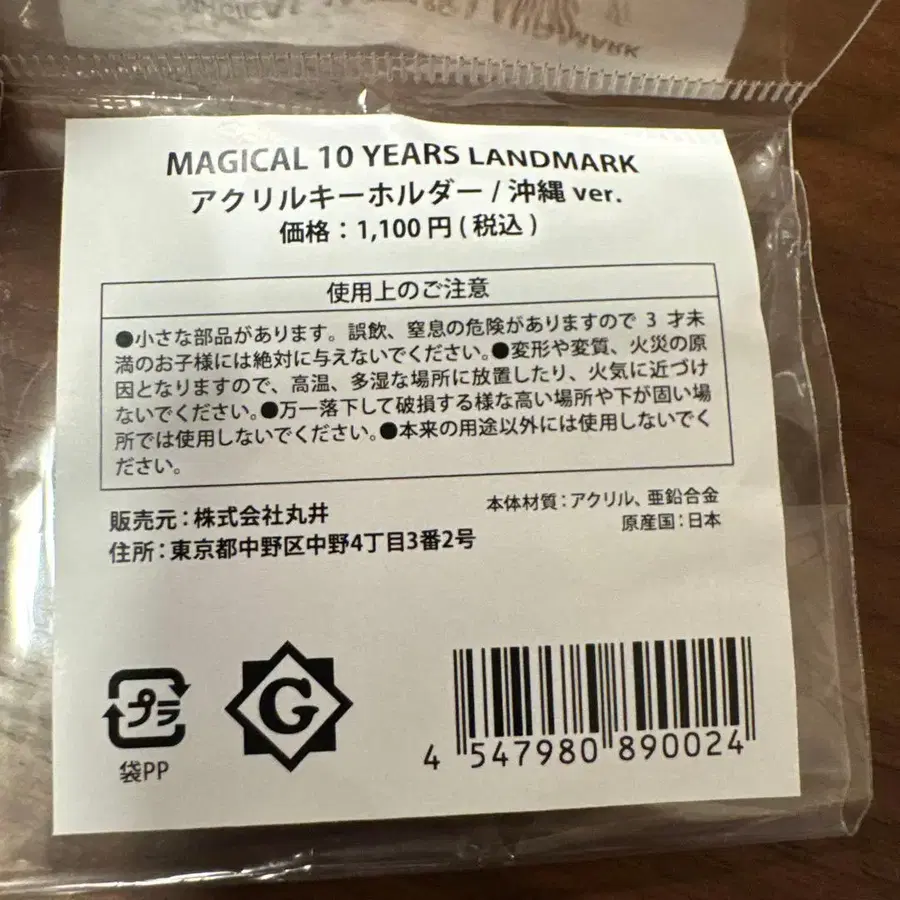 MAGICAL 10 YEARS LANDMARK
アクリルキーホルダー / 沖縄 ver.
価格：1,100 円 ( 税込 )
使用上のご注意
●小さな部品があります。誤飲、窒息の危険がありますので 3 才未
満のお子様には絶対に与えないでください。●変形や変質、火災の原
因となりますので、高温、多湿な場所に放置したり、火気に近づけ
ないでください。●万一落下して破損する様な高い場所や下が固い場
所では使用しないでください。●本来の用途以外には使用しないでく
ださい。
本体材質：アクリル、亜鉛合金
原産国：日本
販売元：株式会社丸井
住所：東京都中野区中野4丁目3番2号
プラ
袋PP
G
4 547980 890024